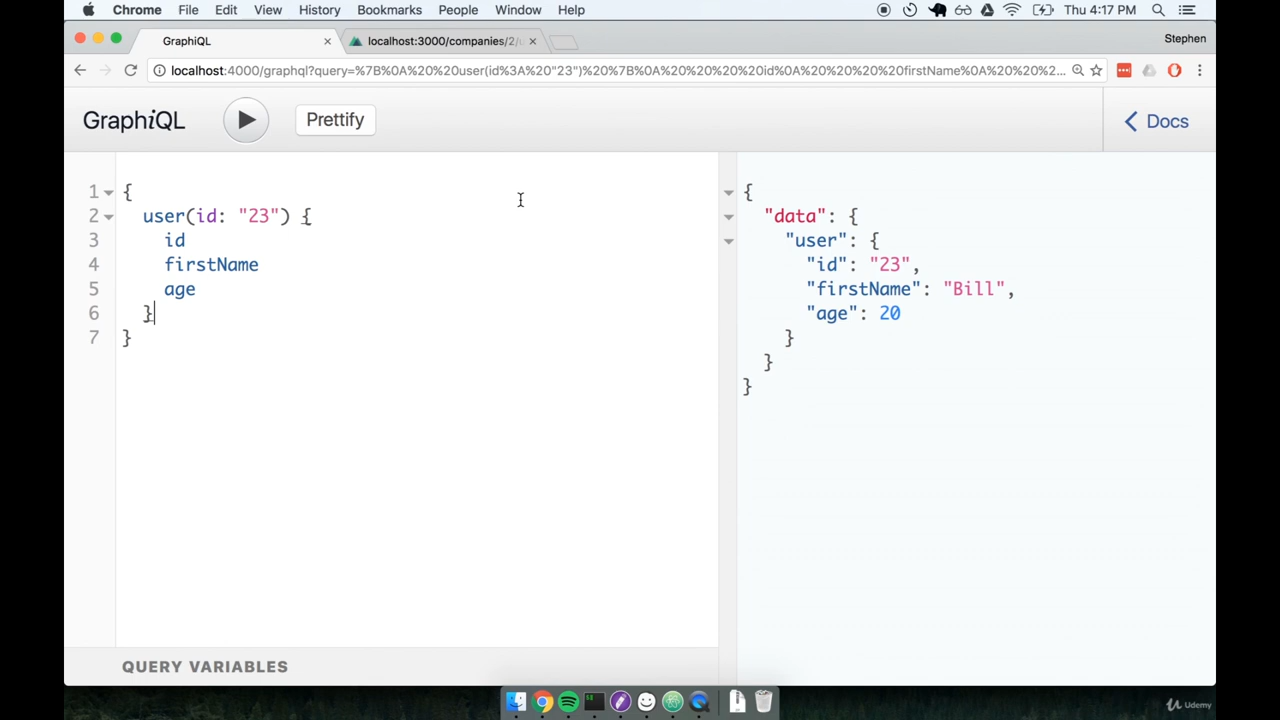 Chrome File Edit View History Bookmarks People Window Help Thu 4:17 PM
GraphiQL localhost:3000/companies/2/ Stephen
localhost:4000/graphql?query=%7B%0A%20%20user(id%3A%20"23")%20%7B%0A%20%20%20%20id%0A%20%20%20%20firstName%0A%20%20%2...
GraphiQL Prettify Docs
1 {
2 user(id: "23") {
3 id
4 firstName
5 age
6 }
7 }
{
"data": {
"user": {
"id": "23",
"firstName": "Bill",
"age": 20
}
}
}
QUERY VARIABLES
Udemy